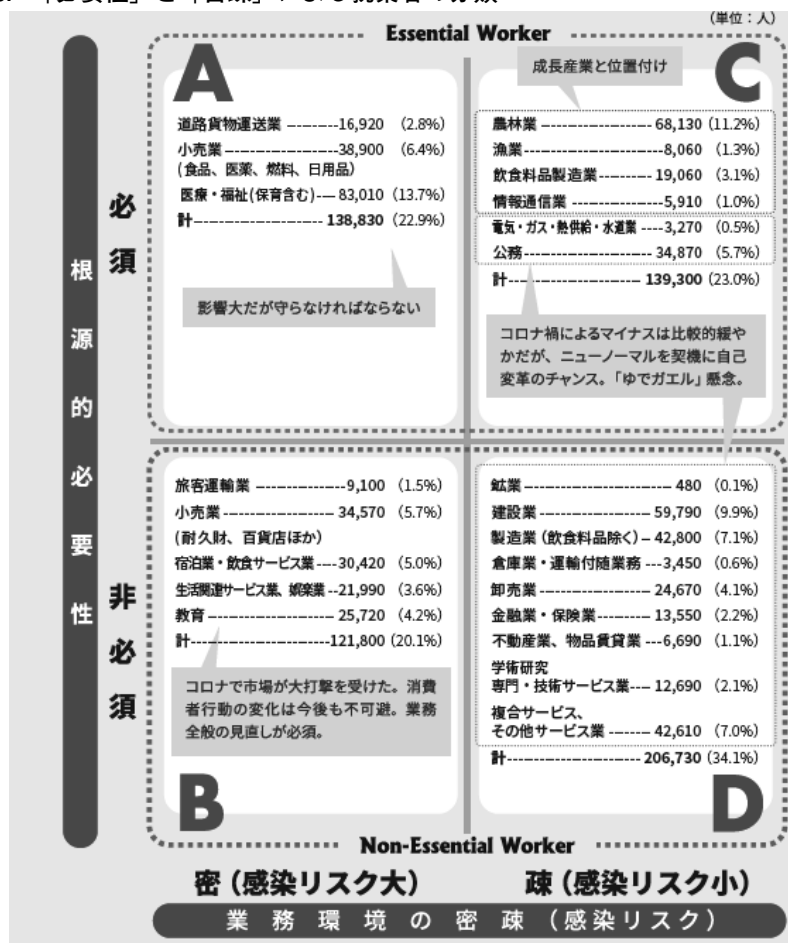 (単位：人)
Essential Worker
A
道路貨物運送業 ---------16,920 (2.8%)
小売業----------------38,900 (6.4%)
(食品、医薬、燃料、日用品)
医療・福祉(保育含む)---- 83,010 (13.7%)
計----------------------- 138,830 (22.9%)
影響大だが守らなければならない
成長産業と位置付け
C
農林業 -------------------- 68,130 (11.2%)
漁業------------------------8,060 (1.3%)
飲食料品製造業---------- 19,060 (3.1%)
情報通信業 --------------5,910 (1.0%)
電気・ガス・熱供給・水道業 ----3,270 (0.5%)
公務----------------------- 34,870 (5.7%)
計------------------------ 139,300 (23.0%)
コロナ禍によるマイナスは比較的緩や
かだが、ニューノーマルを契機に自己
変革のチャンス。「ゆでガエル」懸念。
必須
根源的必要性
非必須
旅客運輸業 ----------------9,100 (1.5%)
小売業-------------------- 34,570 (5.7%)
(耐久財、百貨店ほか)
宿泊業・飲食サービス業----30,420 (5.0%)
生活関連サービス業、娯楽業 --21,990 (3.6%)
教育---------------------- 25,720 (4.2%)
計-------------------------121,800 (20.1%)
コロナで市場が大打撃を受けた。消費
者行動の変化は今後も不可避。業務
全般の見直しが必須。
B
鉱業-------------------------- 480 (0.1%)
建設業-------------------- 59,790 (9.9%)
製造業 (飲食料品除く) -- 42,800 (7.1%)
倉庫業・運輸付随業務 ---3,450 (0.6%)
卸売業-------------------- 24,670 (4.1%)
金融業・保険業---------- 13,550 (2.2%)
不動産業、物品賃貸業 ---6,690 (1.1%)
学術研究
専門・技術サービス業---- 12,690 (2.1%)
複合サービス、
その他サービス業 ------- 42,610 (7.0%)
計------------------------ 206,730 (34.1%)
D
Non-Essential Worker
密 (感染リスク大)
疎 (感染リスク小)
業務環境の密疎(感染リスク)